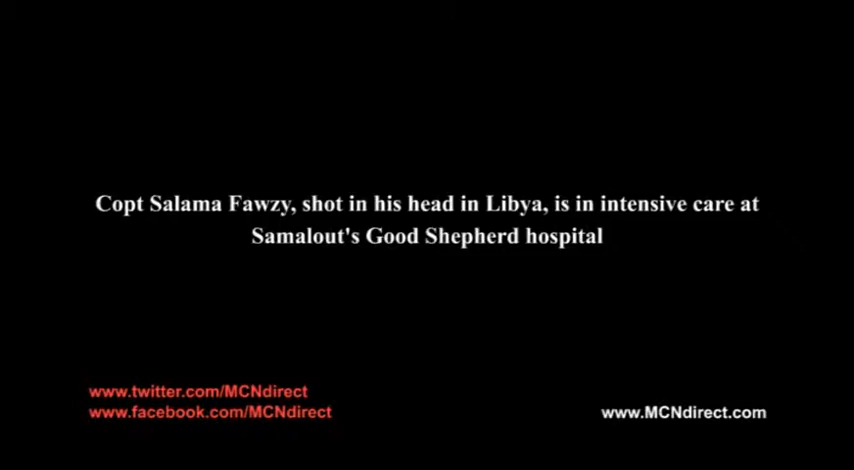 Copt Salama Fawzy, shot in his head in Libya, is in intensive care at
Samalout's Good Shepherd hospital
www.twitter.com/MCNdirect
www.facebook.com/MCNdirect
www.MCNdirect.com